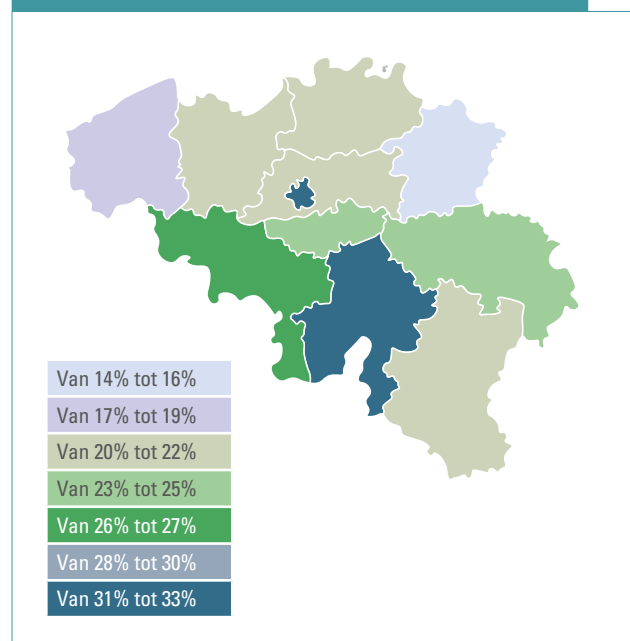 Van 14% tot 16%
Van 17% tot 19%
Van 20% tot 22%
Van 23% tot 25%
Van 26% tot 27%
Van 28% tot 30%
Van 31% tot 33%